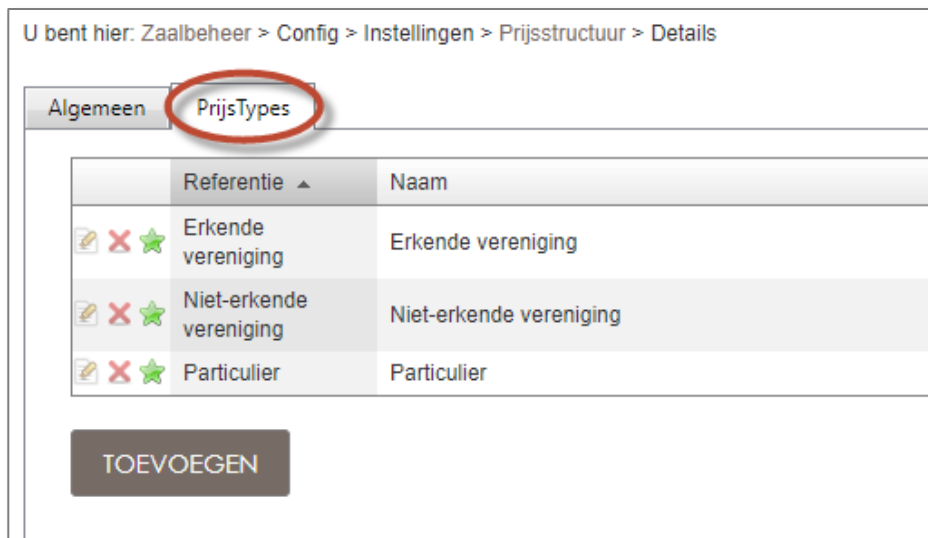 U bent hier: Zaalbeheer > Config > Instellingen > Prijsstructuur > Details
Algemeen PrijsTypes
Referentie Naam
Erkende
vereniging
Erkende vereniging
Niet-erkende
vereniging
Niet-erkende vereniging
Particulier Particulier
TOEVOEGEN